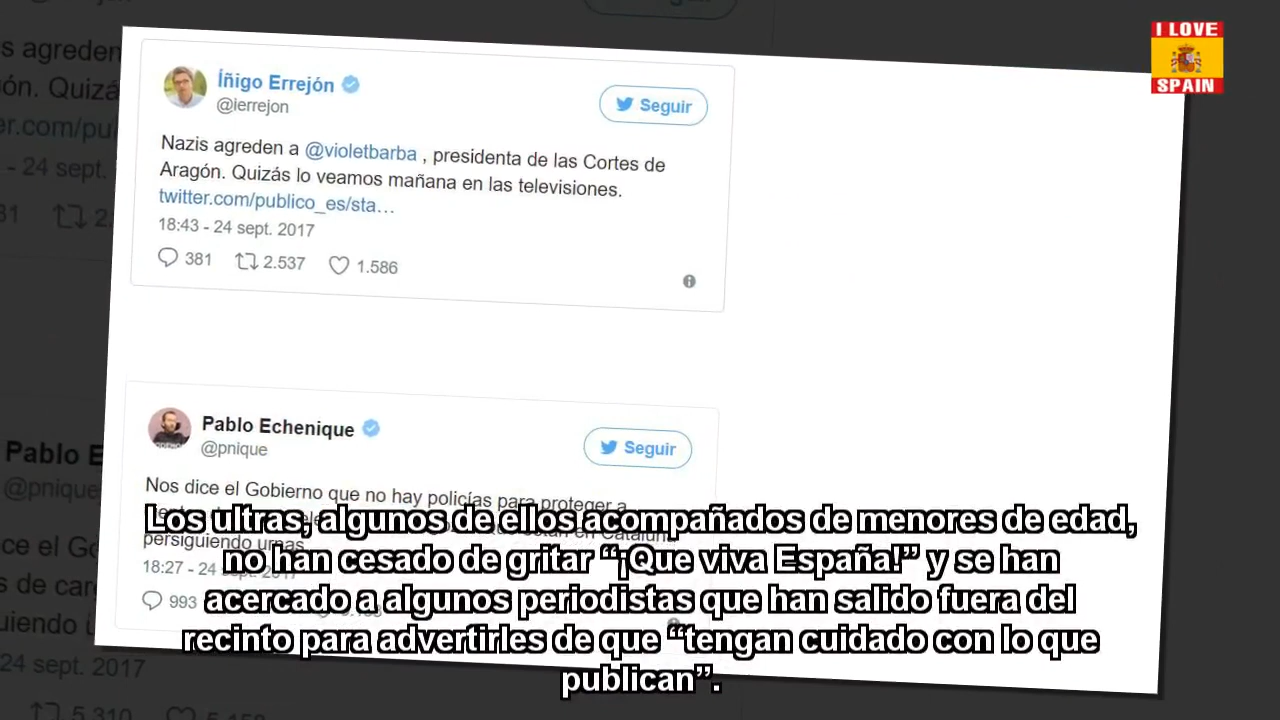 I LOVE
SPAIN
Íñigo Errejón
@ierrejon
Seguir
Nazis agreden a @violetbarba , presidenta de las Cortes de
Aragón. Quizás lo veamos mañana en las televisiones.
twitter.com/publico_es/sta…
18:43 - 24 sept. 2017
381 2.537 1.586
Pablo Echenique
@pnique
Seguir
Nos dice el Gobierno que no hay policías para proteger a
persiguiendo urnas
18:27 - 24 sept. 2017
993
Los ultras, algunos de ellos acompañados de menores de edad,
no han cesado de gritar “¡Que viva España!” y se han
acercado a algunos periodistas que han salido fuera del
recinto para advertirles de que “tengan cuidado con lo que
publican”.
s agreden
ón. Quizá
er.com/pu
- 24 sept.
Pablo E
@pnique
ce el Go
s de car
uiendo u
24 sept. 2017
5.310